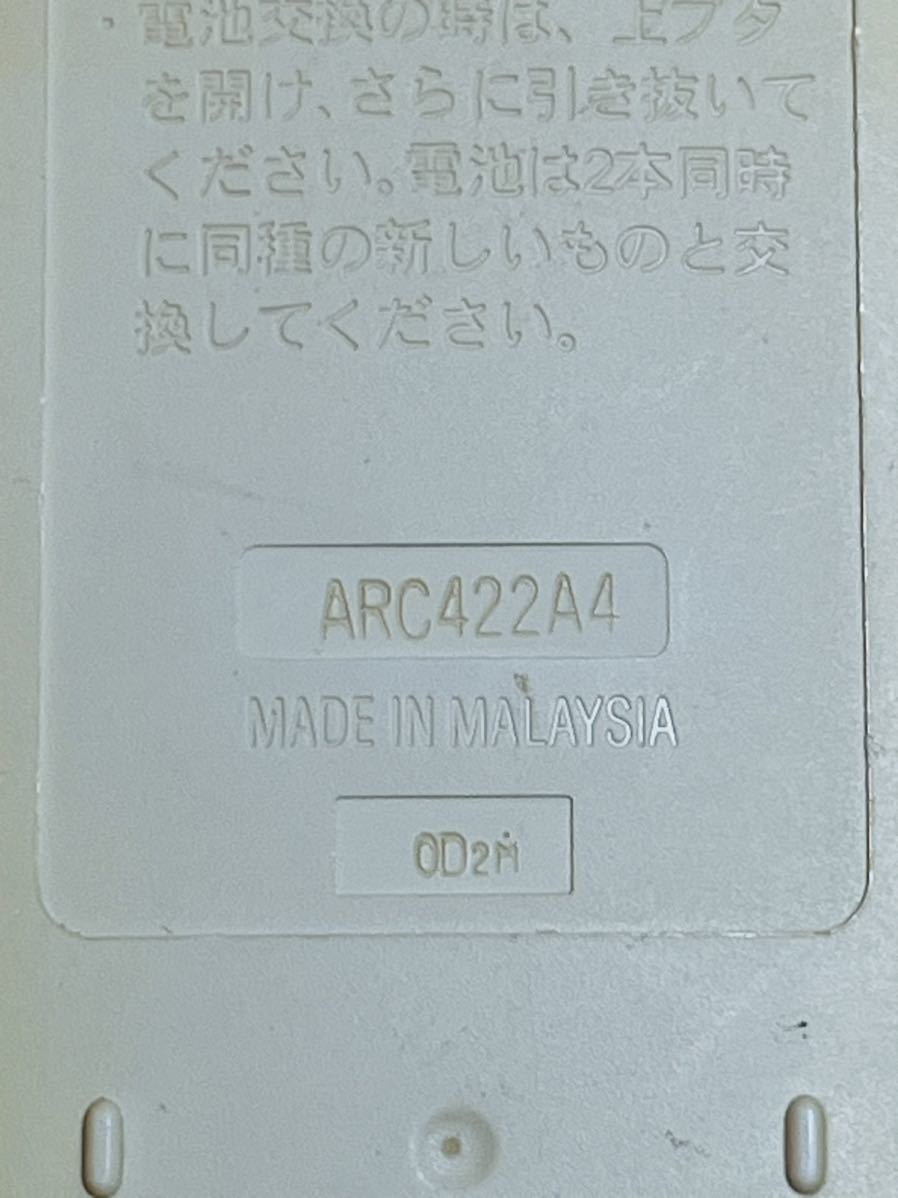 ・電池交換の時は、上ブタ
を開け、さらに引き抜いて
ください。電池は2本同時
に同種の新しいものと交
換してください。
ARC422A4
MADE IN MALAYSIA
0D2M